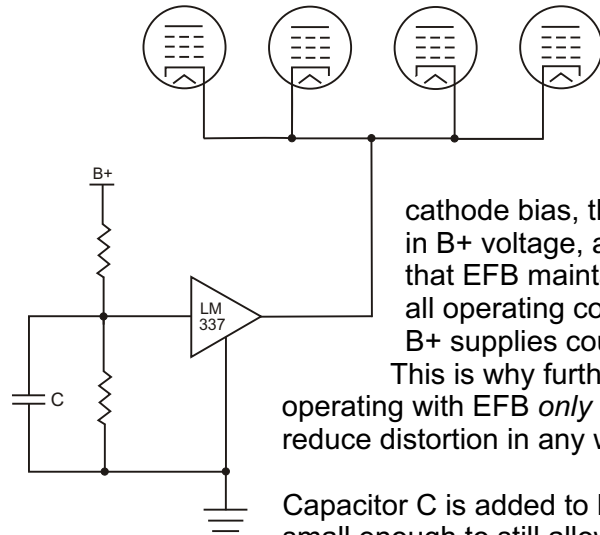 B+
LM
337
C
cathode bias, th
in B+ voltage, a
that EFB maint
all operating co
B+ supplies cou
This is why furth
operating with EFB only
reduce distortion in any w
Capacitor C is added to
small enough to still allow